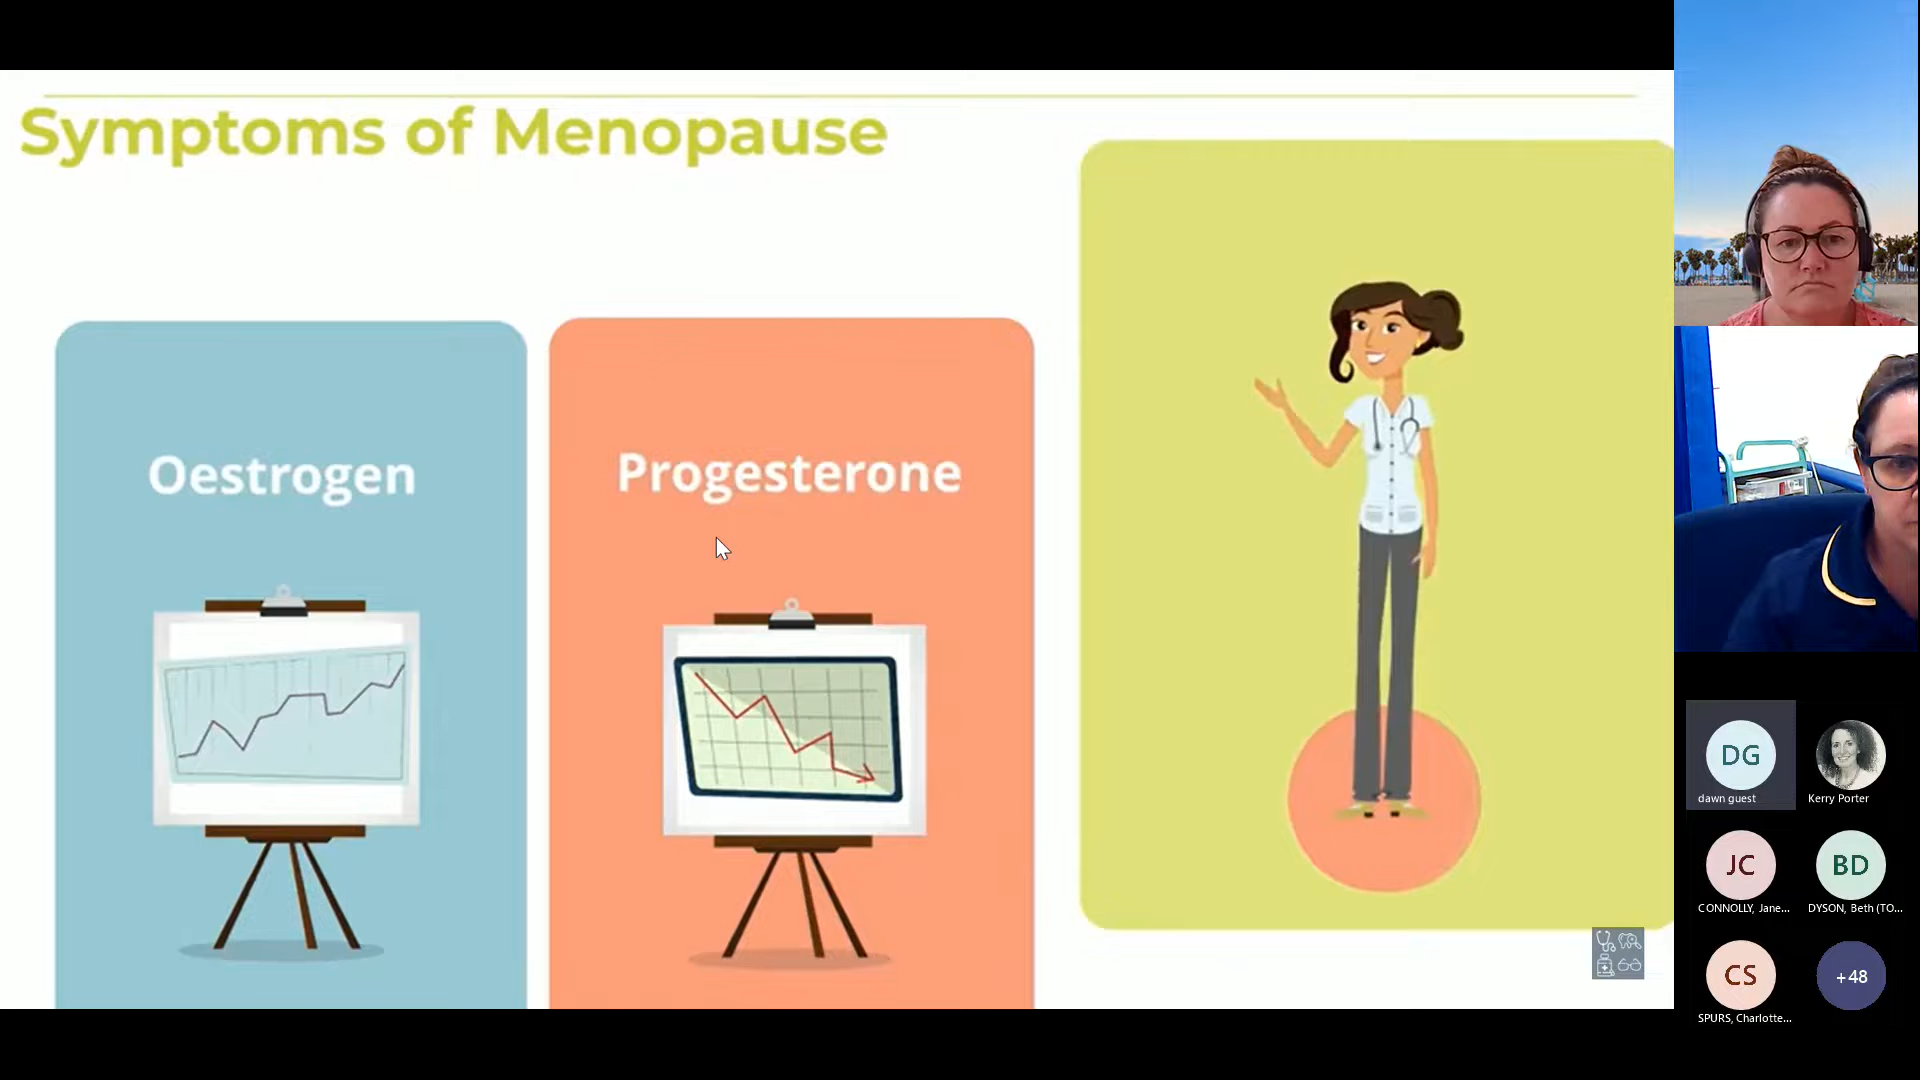 Symptoms of Menopause
Oestrogen
Progesterone
DG
dawn guest
Kerry Porter
JC
CONNOLLY, Jane...
BD
DYSON, Beth (TO...
CS
SPURS, Charlotte...
+48